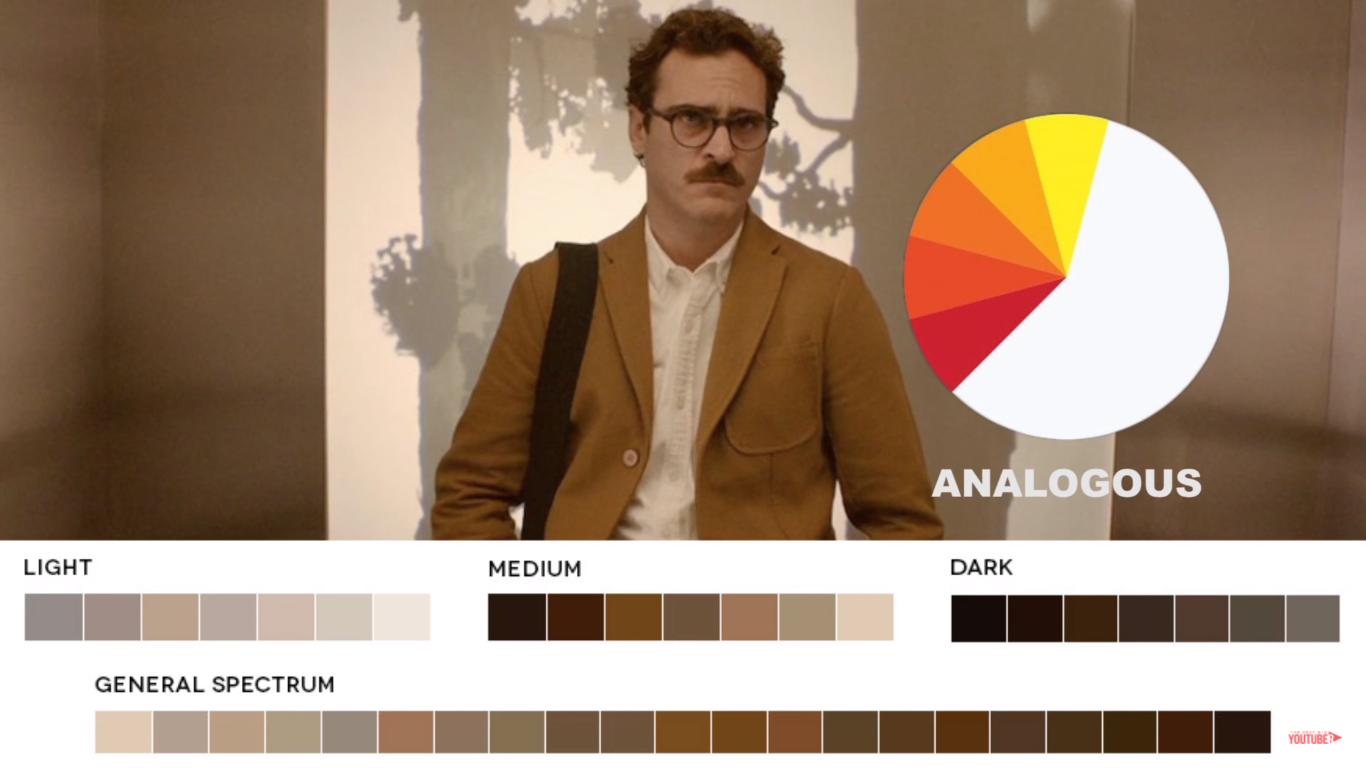 ANALOGOUS
LIGHT
MEDIUM
DARK
GENERAL SPECTRUM
YOUTUBE